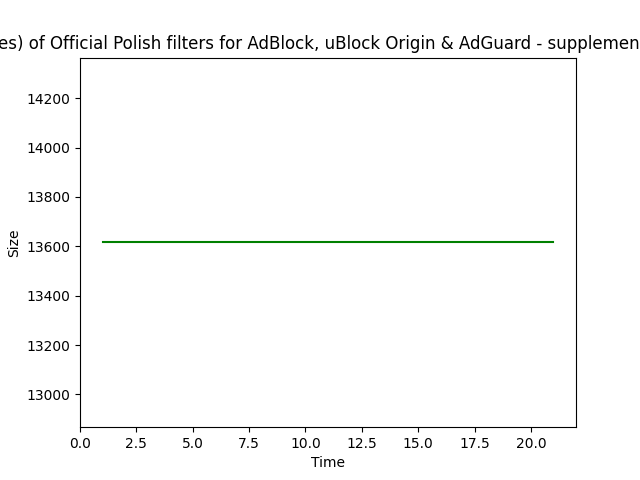 es) of Official Polish filters for AdBlock, uBlock Origin & AdGuard - supplemen
14200
14000
13800
13600
13400
13200
13000
Size
0.0 2.5 5.0 7.5 10.0 12.5 15.0 17.5 20.0
Time